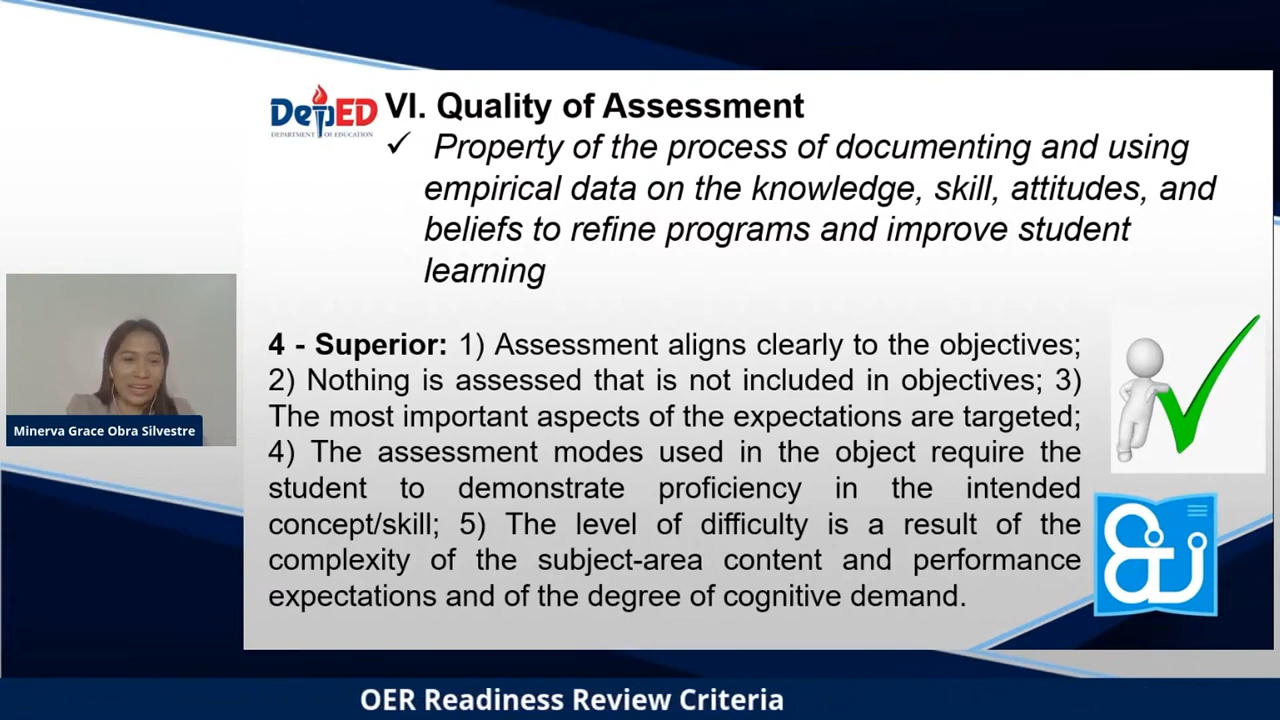 DepED
DEPARTMENT OF EDUCATION
VI. Quality of Assessment
✓ Property of the process of documenting and using
empirical data on the knowledge, skill, attitudes, and
beliefs to refine programs and improve student
learning
Minerva Grace Obra Silvestre
4 - Superior: 1) Assessment aligns clearly to the objectives;
2) Nothing is assessed that is not included in objectives; 3)
The most important aspects of the expectations are targeted;
4) The assessment modes used in the object require the
student to demonstrate proficiency in the intended
concept/skill; 5) The level of difficulty is a result of the
complexity of the subject-area content and performance
expectations and of the degree of cognitive demand.
OER Readiness Review Criteria